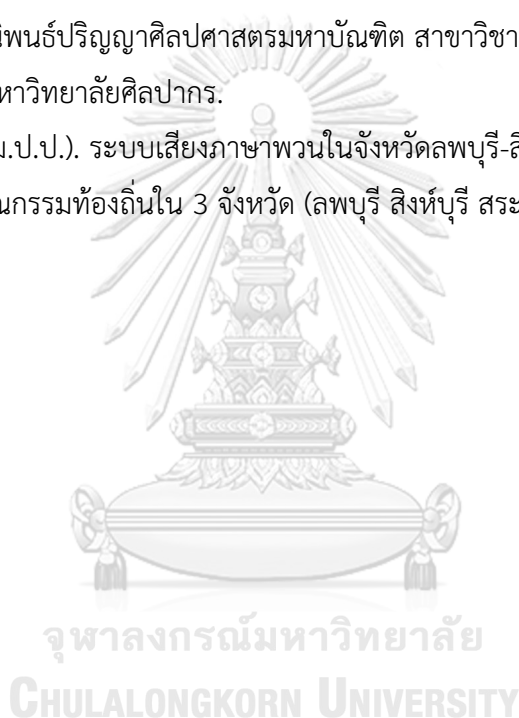 นิพนธ์ปริญญาศิลปศาสตรมหาบัณฑิต สาขาวิชา
หาวิทยาลัยศิลปากร.
ม.ป.ป.). ระบบเสียงภาษาพวนในจังหวัดลพบุรี-สิ
นกรรมท้องถิ่นใน 3 จังหวัด (ลพบุรี สิงห์บุรี สระ
จุฬาลงกรณ์มหาวิทยาลัย
CHULALONGKORN UNIVERSITY